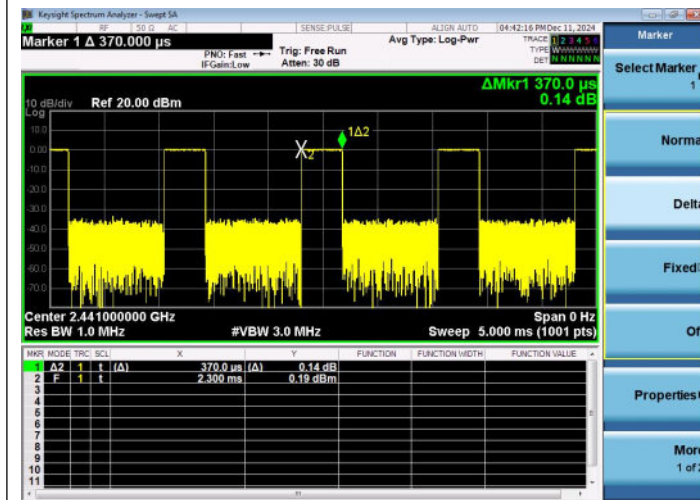 Keysight Spectrum Analyzer - Swept SA
RF 50 Ω AC SENSE:PULSE ALIGN AUTO 04:42:16 PM Dec 11, 2024
Marker 1 Δ 370.000 µs
PNO: Fast
IFGain:Low
Trig: Free Run
Atten: 30 dB
Avg Type: Log-Pwr
TRACE 1 2 3 4 5 6
TYPE
DET N N N N N N
ΔMkr1 370.0 µs
0.14 dB
10 dB/div Ref 20.00 dBm
Log
10.0
0.00
-10.0
-20.0
-30.0
-40.0
-50.0
-60.0
-70.0
1Δ2
X2
Center 2.441000000 GHz Span 0 Hz
Res BW 1.0 MHz #VBW 3.0 MHz Sweep 5.000 ms (1001 pts)
MKR MODE TRC SCL X Y FUNCTION FUNCTION WIDTH FUNCTION VALUE
1 Δ2 1 t (Δ) 370.0 µs (Δ) 0.14 dB
2 F 1 t 2.300 ms 0.19 dBm
3
4
5
6
7
8
9
10
11
Marker
Select Marker
1
Norma
Delta
Fixed
Of
Properties
More
1 of 2